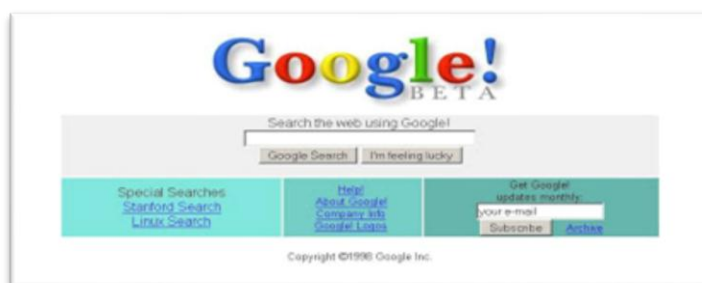 Google!
BETA
Search the web using Google!
Google Search I'm feeling lucky
Special Searches
Stanford Search
Linux Search
Help!
About Google!
Company Info
Google! Logos
Get Google!
updates monthly:
your e-mail
Subscribe Archive
Copyright ©1998 Google Inc.